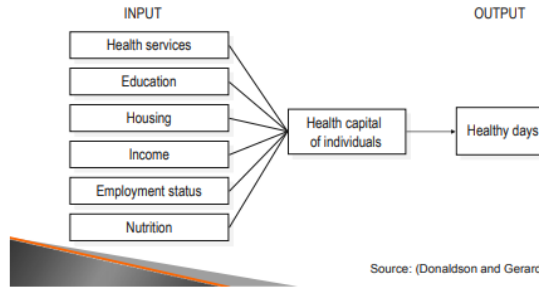 INPUT
OUTPUT
Health services
Education
Housing
Income
Employment status
Nutrition
Health capital
of individuals
Healthy days
Source: (Donaldson and Gerard